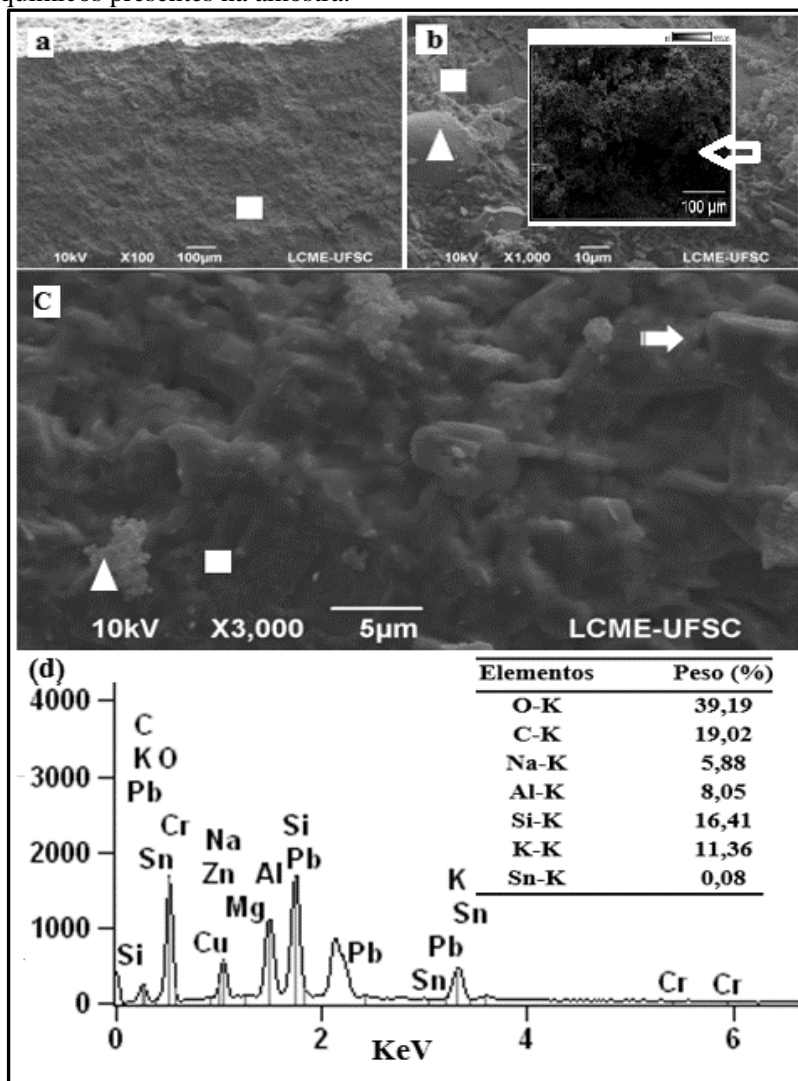 químicos presentes na amostra.
a
b
100 µm
10kV X100 100µm LCME-UFSC
10kV X1,000 10µm LCME-UFSC
C
10kV X3,000 5µm LCME-UFSC
(d)
Elementos Peso (%)
O-K 39,19
C-K 19,02
Na-K 5,88
Al-K 8,05
Si-K 16,41
K-K 11,36
Sn-K 0,08
4000
3000
2000
1000
0
C
K O
Pb
Cr
Sn
Si
Na
Zn
Cu
Mg
Al
Si
Pb
Pb
K
Sn
Pb
Sn
Cr
Cr
0 2 4 6
KeV